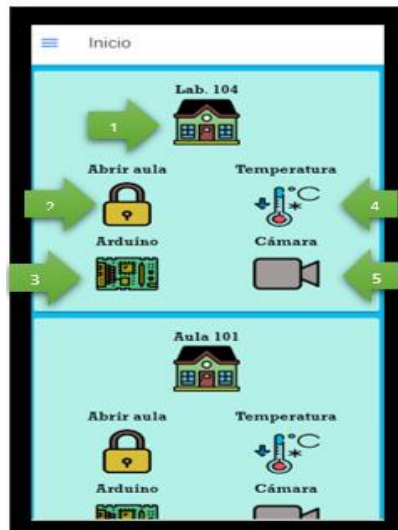 Inicio
Lab. 104
1
Abrir aula Temperatura
2 °C 4
Arduino Cámara
3 5
Aula 101
Abrir aula Temperatura
°C
Arduino Cámara